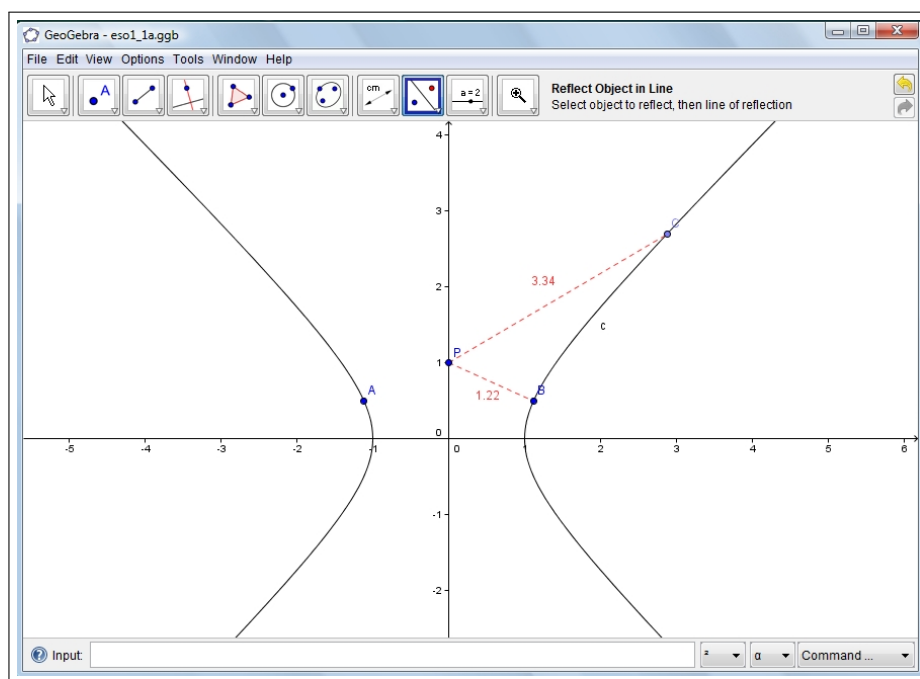 GeoGebra - eso1_1a.ggb
File Edit View Options Tools Window Help
A
cm
a = 2
Reflect Object in Line
Select object to reflect, then line of reflection
4
3
C
3.34
2
c
1
P
A
1.22
B
0
-5 -4 -3 -2 -1 0 1 2 3 4 5 6
-1
-2
Input:
²
α
Command ...